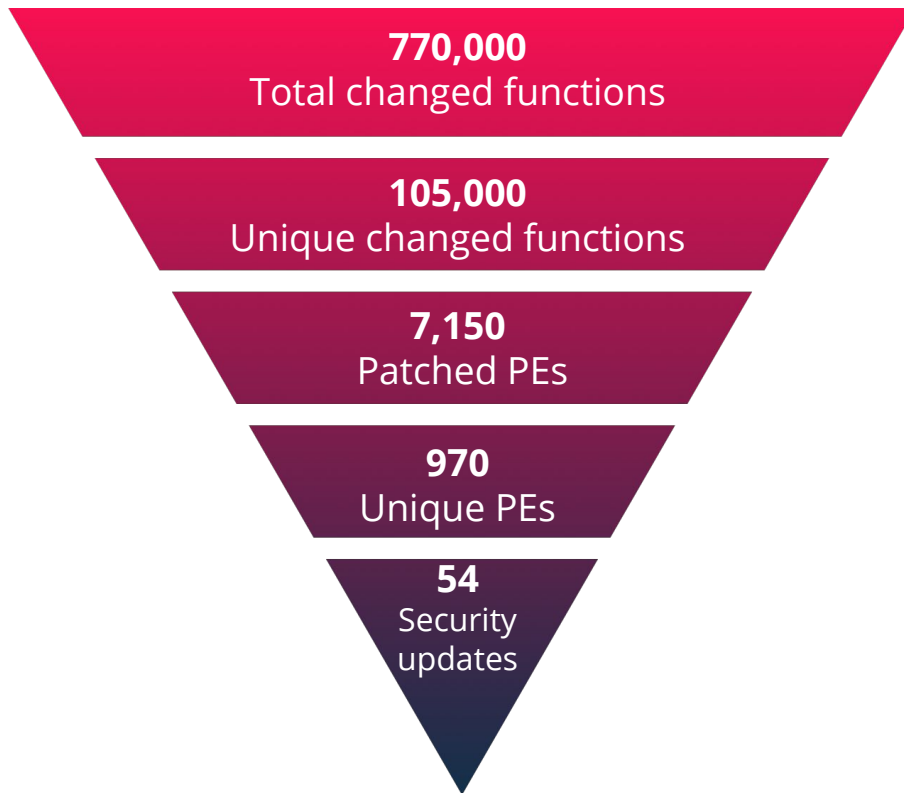 770,000
Total changed functions
105,000
Unique changed functions
7,150
Patched PEs
970
Unique PEs
54
Security
updates